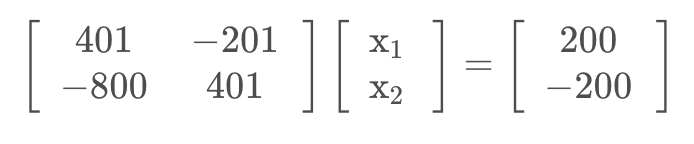 [ 401 −201 ] [ x₁ ] = [ 200 ]
[ −800 401 ] [ x₂ ] [ −200 ]